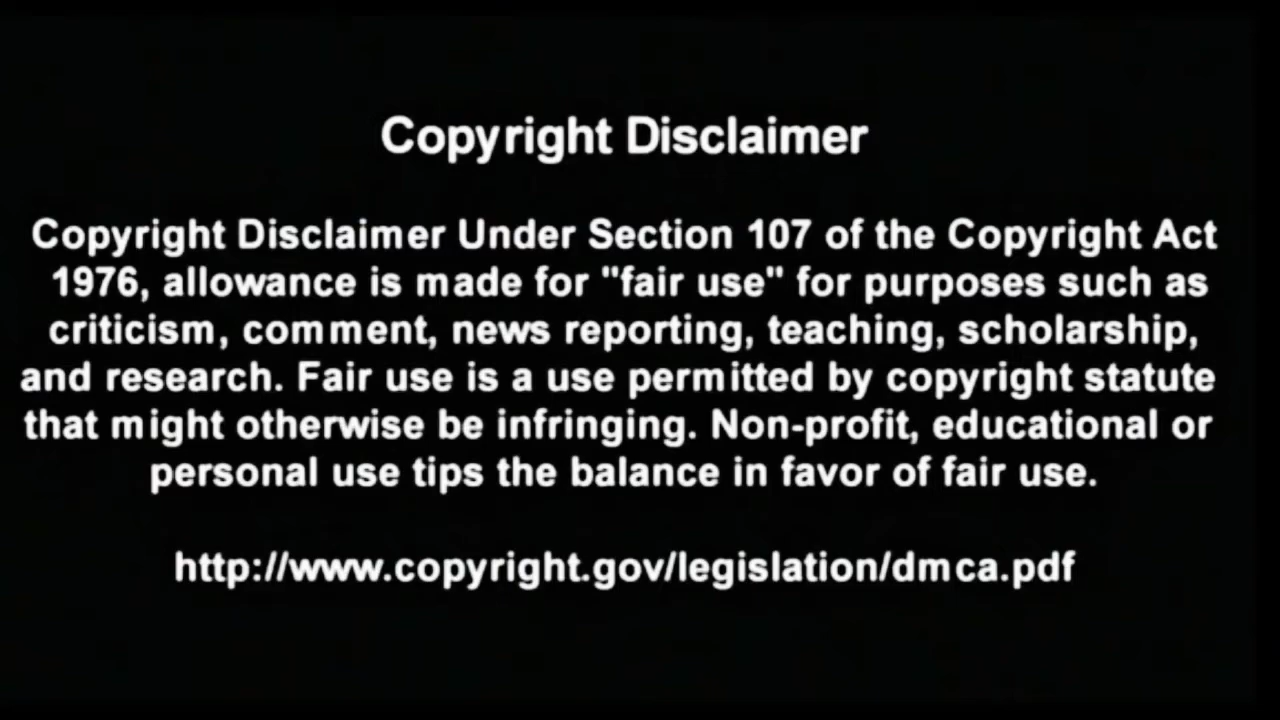 Copyright Disclaimer
Copyright Disclaimer Under Section 107 of the Copyright Act
1976, allowance is made for "fair use" for purposes such as
criticism, comment, news reporting, teaching, scholarship,
and research. Fair use is a use permitted by copyright statute
that might otherwise be infringing. Non-profit, educational or
personal use tips the balance in favor of fair use.
http://www.copyright.gov/legislation/dmca.pdf